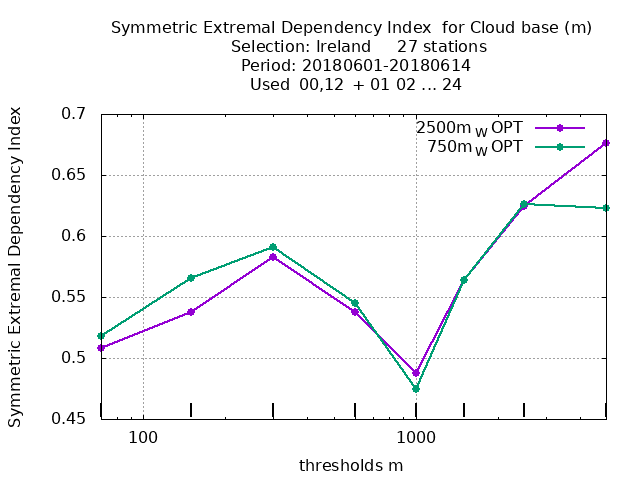 Symmetric Extremal Dependency Index for Cloud base (m)
Selection: Ireland 27 stations
Period: 20180601-20180614
Used 00,12 + 01 02 ... 24
Symmetric Extremal Dependency Index
0.7
0.65
0.6
0.55
0.5
0.45
2500m W OPT
750m W OPT
100
1000
thresholds m